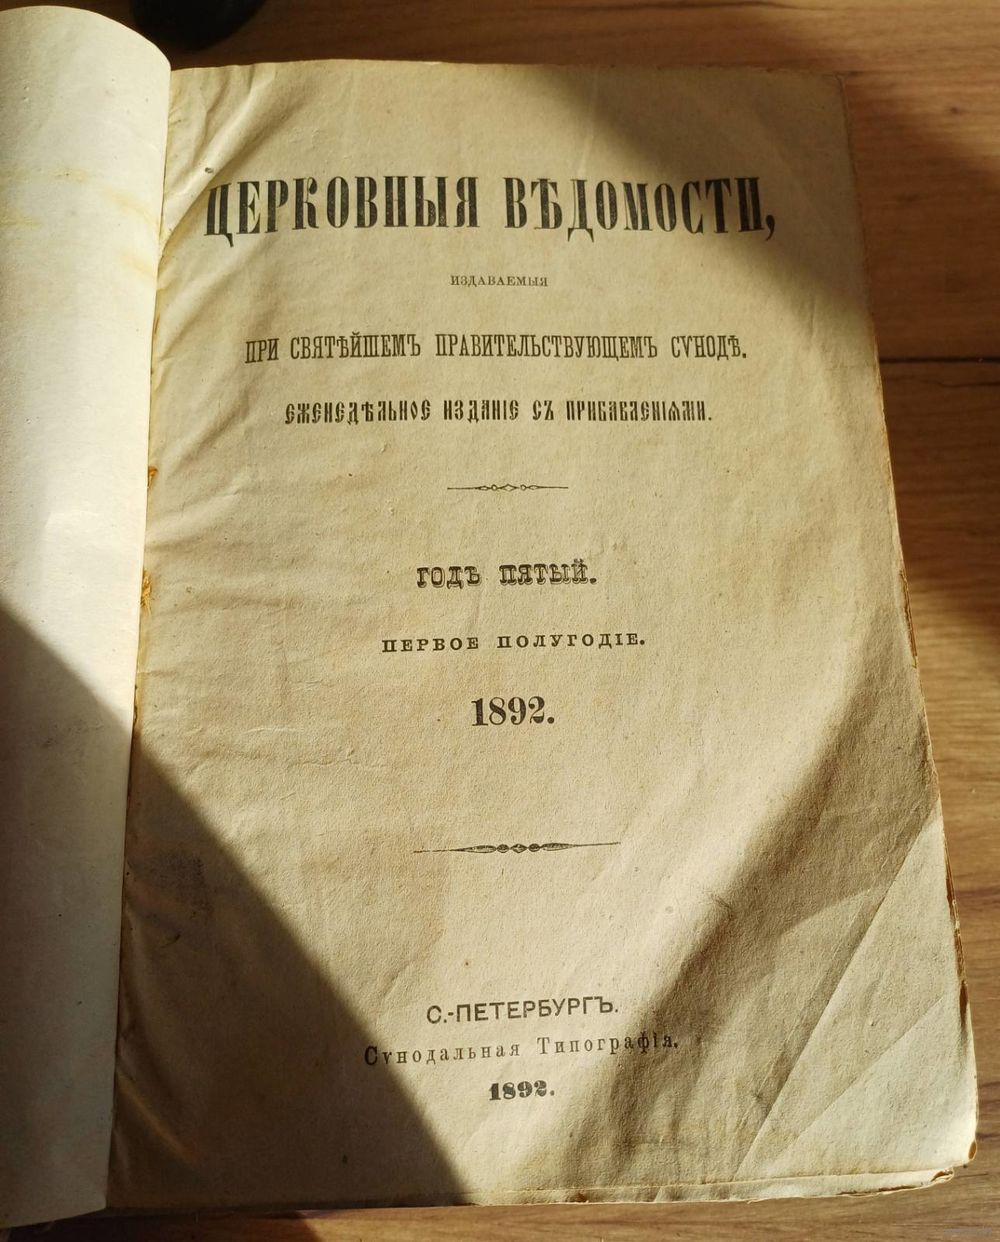 ЦЕРКОВНЫЯ ВѢДОМОСТИ,
ИЗДАВАЕМЫЯ
ПРИ СВЯТѢЙШЕМЪ ПРАВИТЕЛЬСТВУЮЩЕМЪ СѴНОДѢ.
ЕЖЕНЕДѢЛЬНОЕ ИЗДАНІЕ СЪ ПРИБАВЛЕНІѦМИ.
ГОДЪ ПЯТЫЙ.
ПЕРВОЕ ПОЛУГОДІЕ.
1892.
С.-ПЕТЕРБУРГЪ.
Сѵнодальная Типографія.
1892.